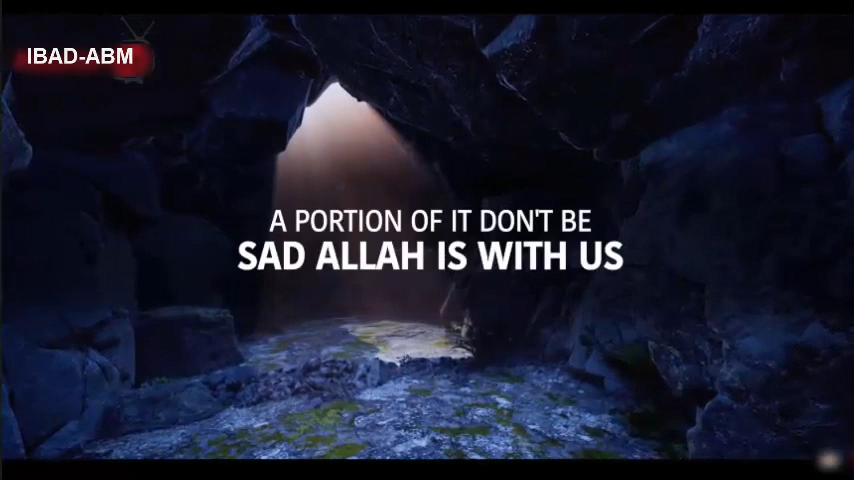 IBAD-ABM
A PORTION OF IT DON'T BE
SAD ALLAH IS WITH US